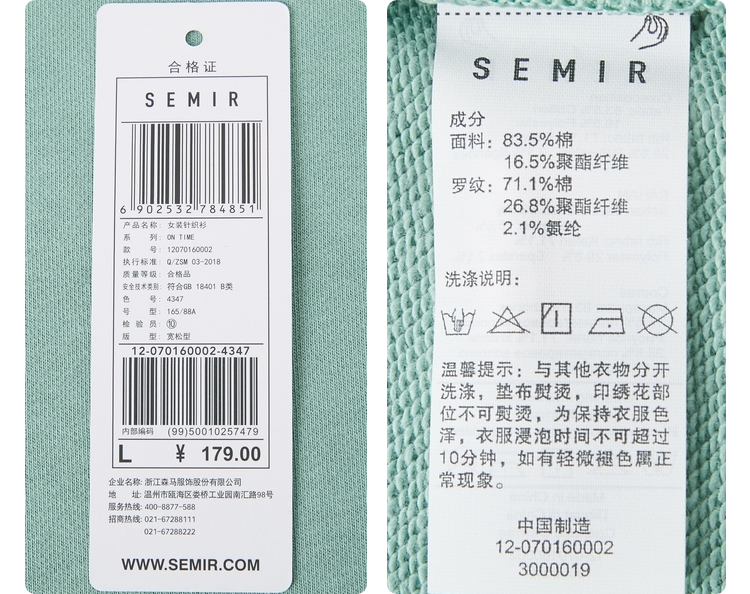 合格证
SEMIR
6 902532 784851
产品名称: 女装针织衫
系 列: ON TIME
款 号: 12070160002
执行标准: Q/ZSM 03-2018
质量等级: 合格品
安全技术类别: 符合GB 18401 B类
色 号: 4347
号 型: 165/88A
检 验 员: ⑩
版 型: 宽松型
12-070160002-4347
内部编码 (99)50010257479
L ¥ 179.00
企业名称: 浙江森马服饰股份有限公司
地 址: 温州市瓯海区娄桥工业园南汇路98号
服务热线: 400-8877-588
招商热线: 021-67288111
021-67288222
WWW.SEMIR.COM
SEMIR
成分
面料: 83.5%棉
16.5%聚酯纤维
罗纹: 71.1%棉
26.8%聚酯纤维
2.1%氨纶
洗涤说明:
温馨提示: 与其他衣物分开
洗涤, 垫布熨烫, 印绣花部
位不可熨烫, 为保持衣服色
泽, 衣服浸泡时间不可超过
10分钟, 如有轻微褪色属正
常现象。
中国制造
12-070160002
3000019